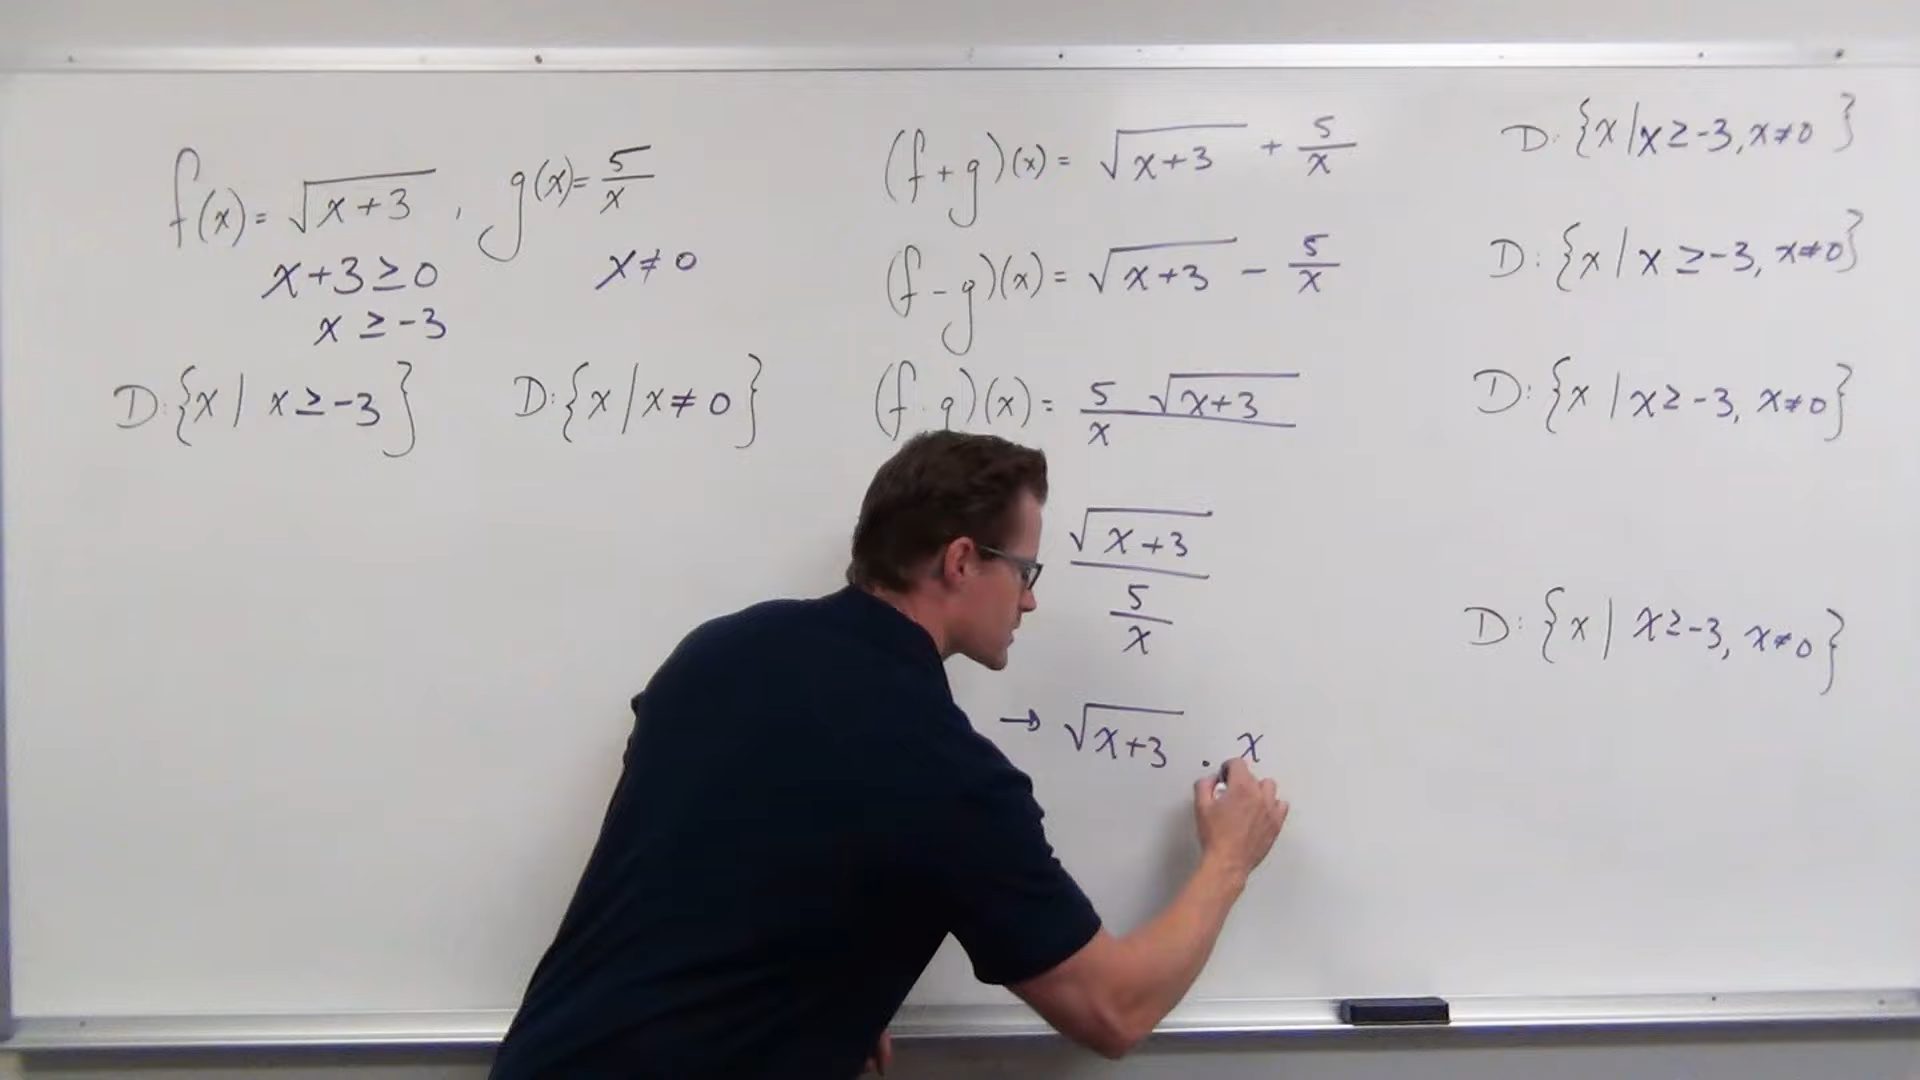 f(x) = √(x+3) , g(x) = 5/x
x+3 ≥ 0
x ≠ 0
x ≥ -3
D: {x | x ≥ -3}
D: {x | x ≠ 0}
(f+g)(x) = √(x+3) + 5/x
D: {x | x ≥ -3, x ≠ 0}
(f-g)(x) = √(x+3) - 5/x
D: {x | x ≥ -3, x ≠ 0}
(f·g)(x) = 5√(x+3)/x
D: {x | x ≥ -3, x ≠ 0}
√(x+3)
5
x
D: {x | x ≥ -3, x ≠ 0}
→ √(x+3) · x